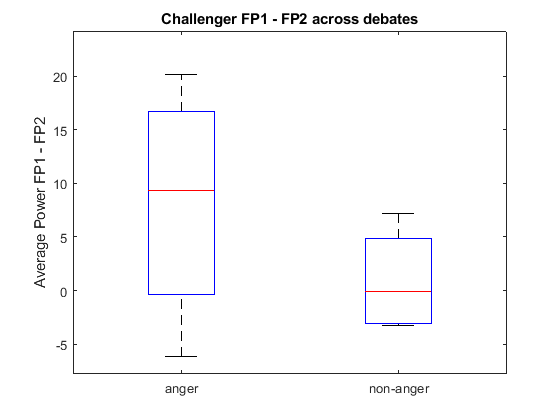 Challenger FP1 - FP2 across debates
Average Power FP1 - FP2
20
15
10
5
0
-5
anger
non-anger